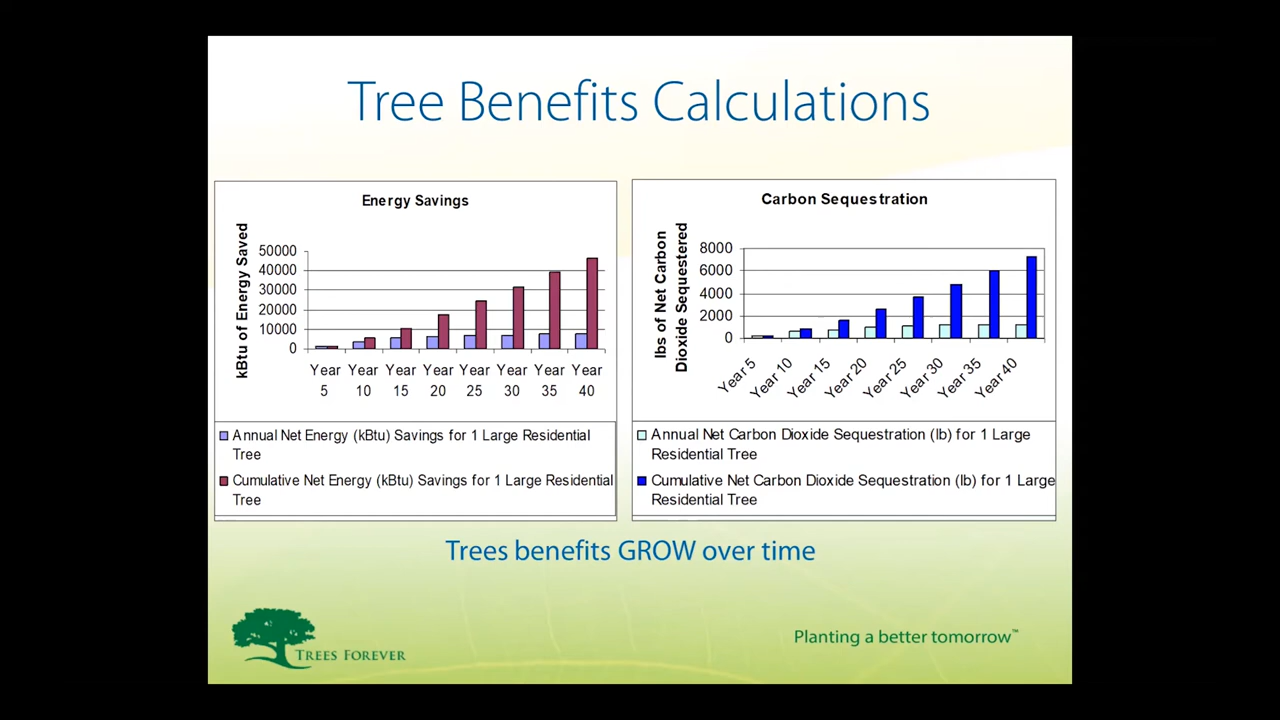 Tree Benefits Calculations
Energy Savings
kBtu of Energy Saved
50000
40000
30000
20000
10000
0
Year Year Year Year Year Year Year Year
5 10 15 20 25 30 35 40
Annual Net Energy (kBtu) Savings for 1 Large Residential
Tree
Cumulative Net Energy (kBtu) Savings for 1 Large Residential
Tree
Carbon Sequestration
lbs of Net Carbon
Dioxide Sequestered
8000
6000
4000
2000
0
Year 5
Year 10
Year 15
Year 20
Year 25
Year 30
Year 35
Year 40
Annual Net Carbon Dioxide Sequestration (lb) for 1 Large
Residential Tree
Cumulative Net Carbon Dioxide Sequestration (lb) for 1 Large
Residential Tree
Trees benefits GROW over time
TREES FOREVER
Planting a better tomorrow™